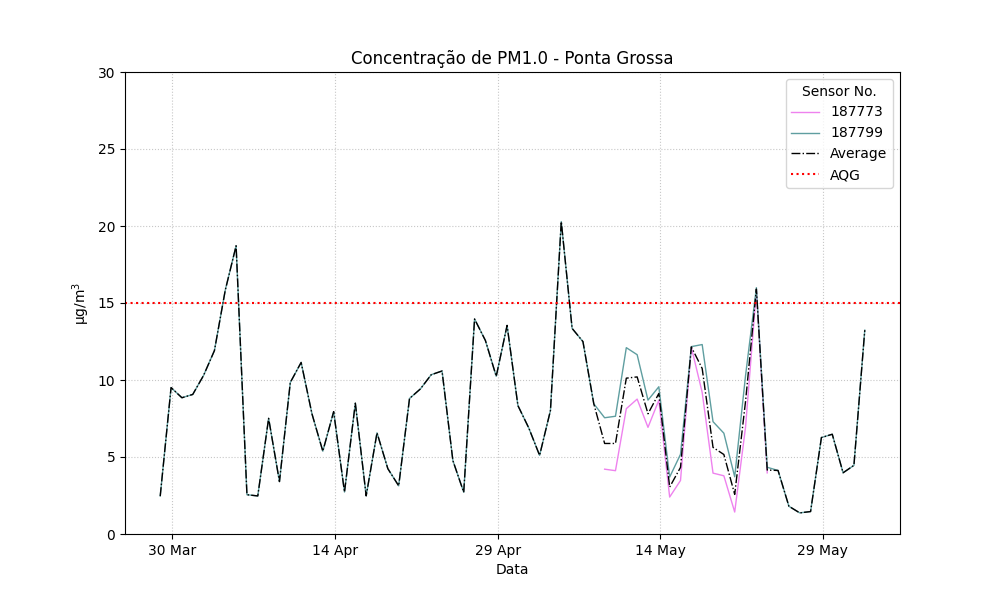 Concentração de PM1.0 - Ponta Grossa
Sensor No.
187773
187799
Average
AQG
µg/m³
30
25
20
15
10
5
0
30 Mar
14 Apr
29 Apr
14 May
29 May
Data